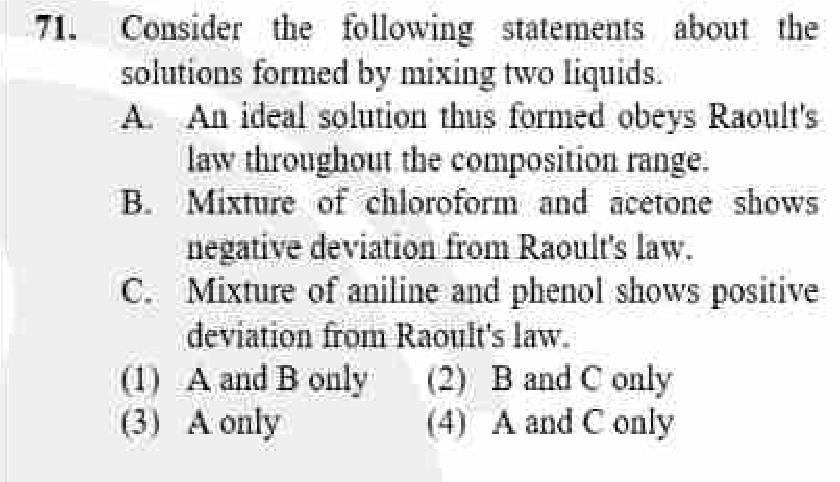 71. Consider the following statements about the
solutions formed by mixing two liquids.
A. An ideal solution thus formed obeys Raoult's
law throughout the composition range.
B. Mixture of chloroform and acetone shows
negative deviation from Raoult's law.
C. Mixture of aniline and phenol shows positive
deviation from Raoult's law.
(1) A and B only (2) B and C only
(3) A only (4) A and C only